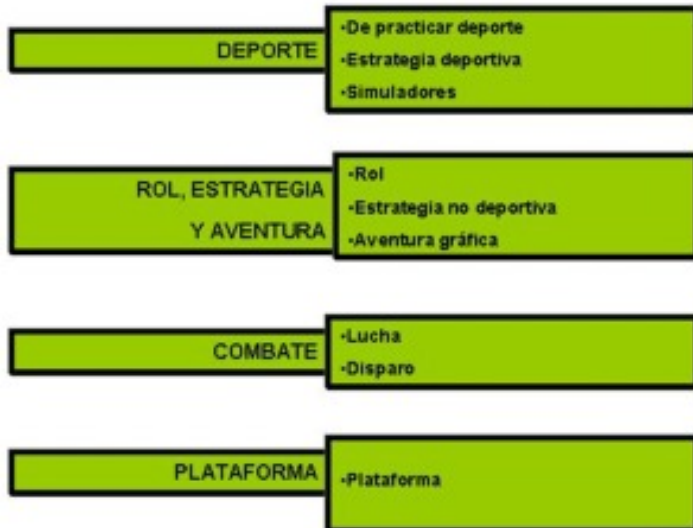 DEPORTE
-De practicar deporte
-Estrategia deportiva
-Simuladores
ROL, ESTRATEGIA
Y AVENTURA
-Rol
-Estrategia no deportiva
-Aventura gráfica
COMBATE
-Lucha
-Disparo
PLATAFORMA
-Plataforma